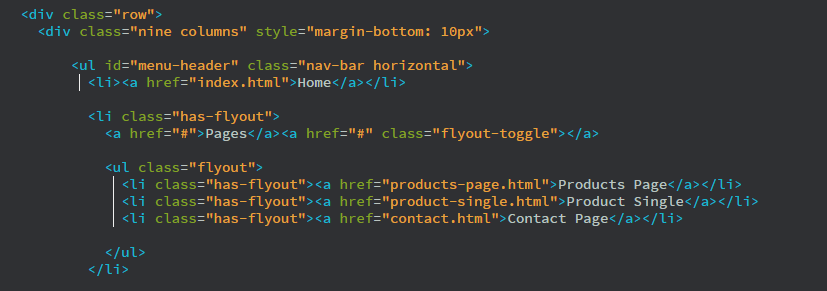 <div class="row">
<div class="nine columns" style="margin-bottom: 10px">
<ul id="menu-header" class="nav-bar horizontal">
<li><a href="index.html">Home</a></li>
<li class="has-flyout">
<a href="#">Pages</a><a href="#" class="flyout-toggle"></a>
<ul class="flyout">
<li class="has-flyout"><a href="products-page.html">Products Page</a></li>
<li class="has-flyout"><a href="product-single.html">Product Single</a></li>
<li class="has-flyout"><a href="contact.html">Contact Page</a></li>
</ul>
</li>